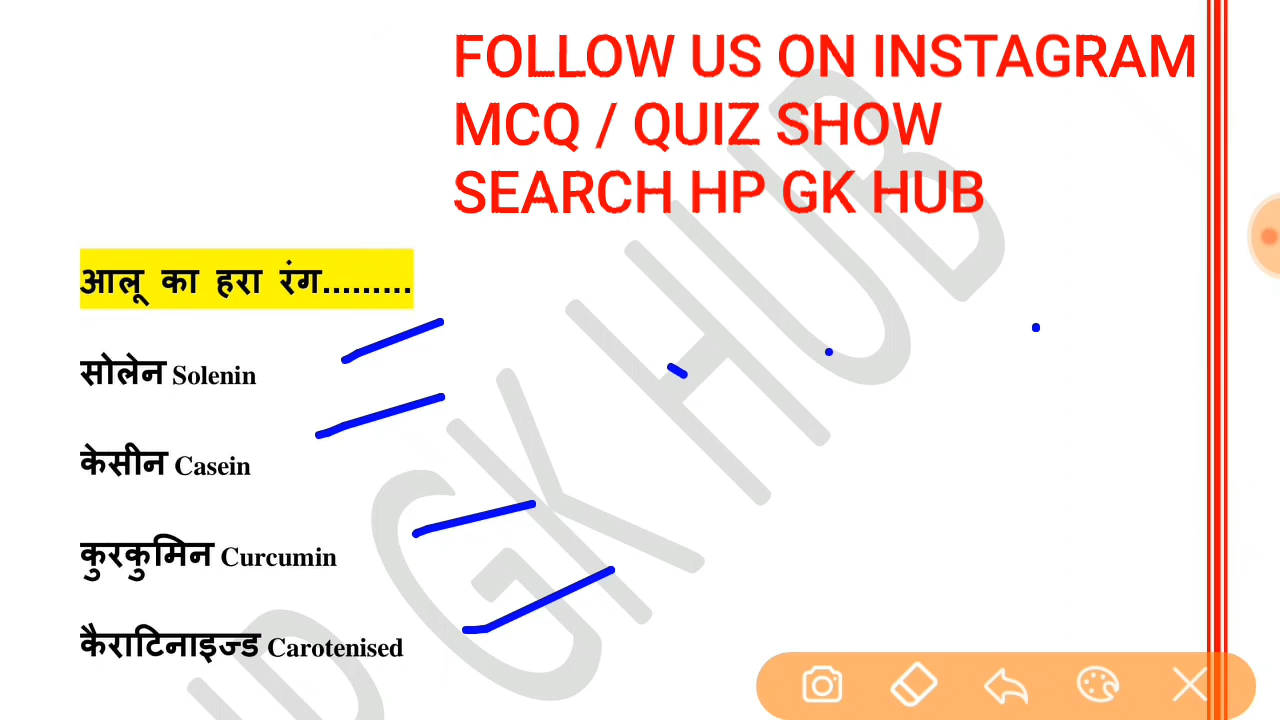 FOLLOW US ON INSTAGRAM
MCQ / QUIZ SHOW
SEARCH HP GK HUB
आलू का हरा रंग.........
सोलेन Solenin
केसीन Casein
कुरकुमिन Curcumin
कैराटिनाइज्ड Carotenised
HP GK HUB